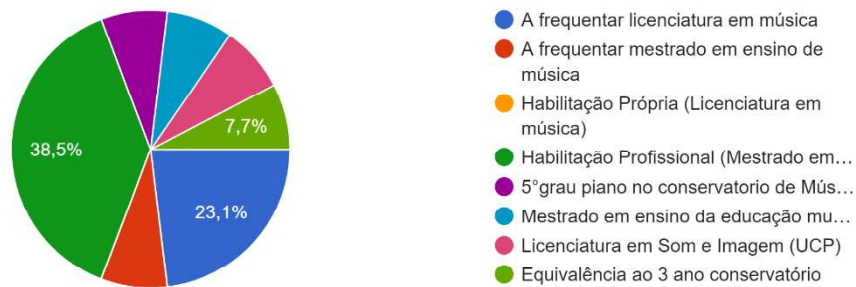 38,5%
7,7%
23,1%
A frequentar licenciatura em música
A frequentar mestrado em ensino de
música
Habilitação Própria (Licenciatura em
música)
Habilitação Profissional (Mestrado em…
5°grau piano no conservatorio de Mús…
Mestrado em ensino da educação mu…
Licenciatura em Som e Imagem (UCP)
Equivalência ao 3 ano conservatório